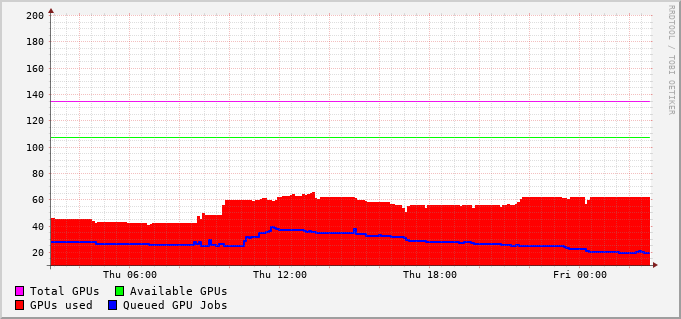 RRDTOOL / TOBI OETIKER
200
180
160
140
120
100
80
60
40
20
Thu 06:00 Thu 12:00 Thu 18:00 Fri 00:00
Total GPUs Available GPUs
GPUs used Queued GPU Jobs